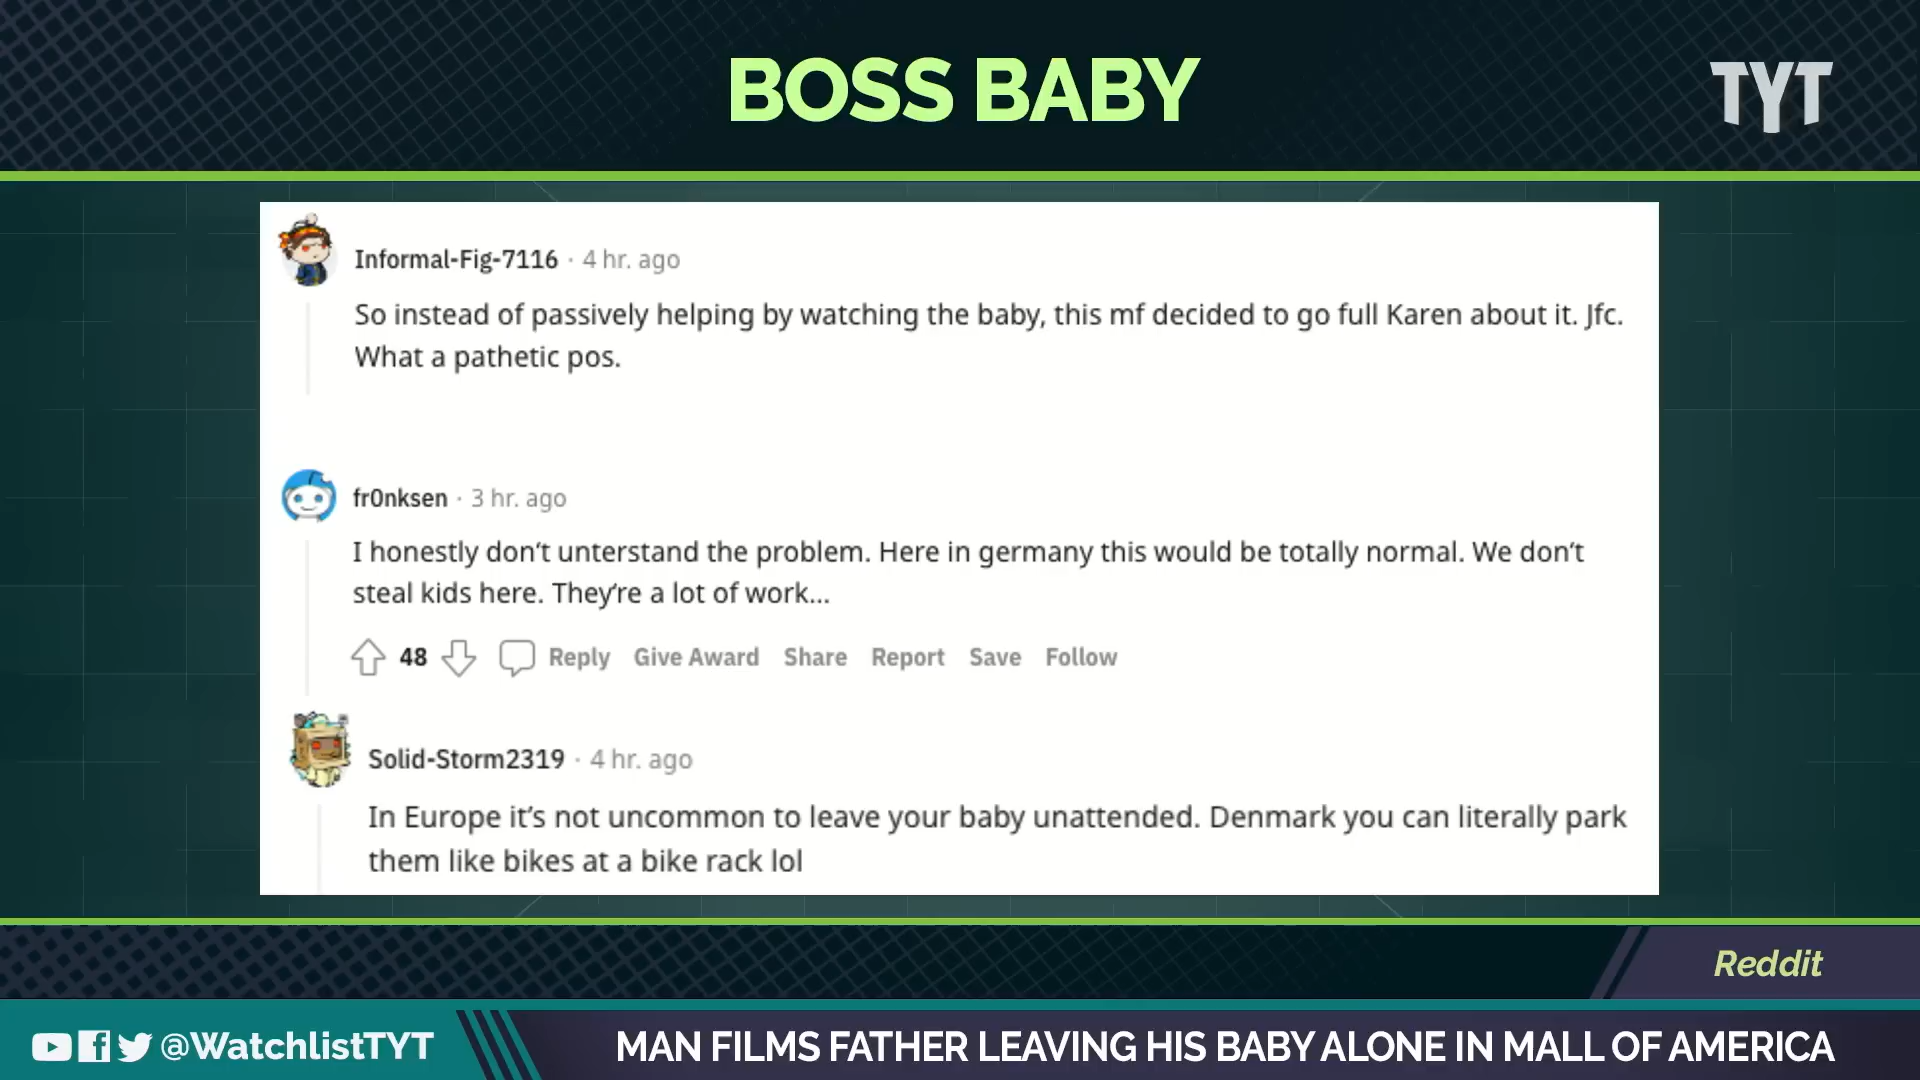 BOSS BABY
TYT
Informal-Fig-7116 · 4 hr. ago
So instead of passively helping by watching the baby, this mf decided to go full Karen about it. Jfc.
What a pathetic pos.
fr0nksen · 3 hr. ago
I honestly don't unterstand the problem. Here in germany this would be totally normal. We don't
steal kids here. They're a lot of work...
48 Reply Give Award Share Report Save Follow
Solid-Storm2319 · 4 hr. ago
In Europe it's not uncommon to leave your baby unattended. Denmark you can literally park
them like bikes at a bike rack lol
Reddit
@WatchlistTYT
MAN FILMS FATHER LEAVING HIS BABY ALONE IN MALL OF AMERICA